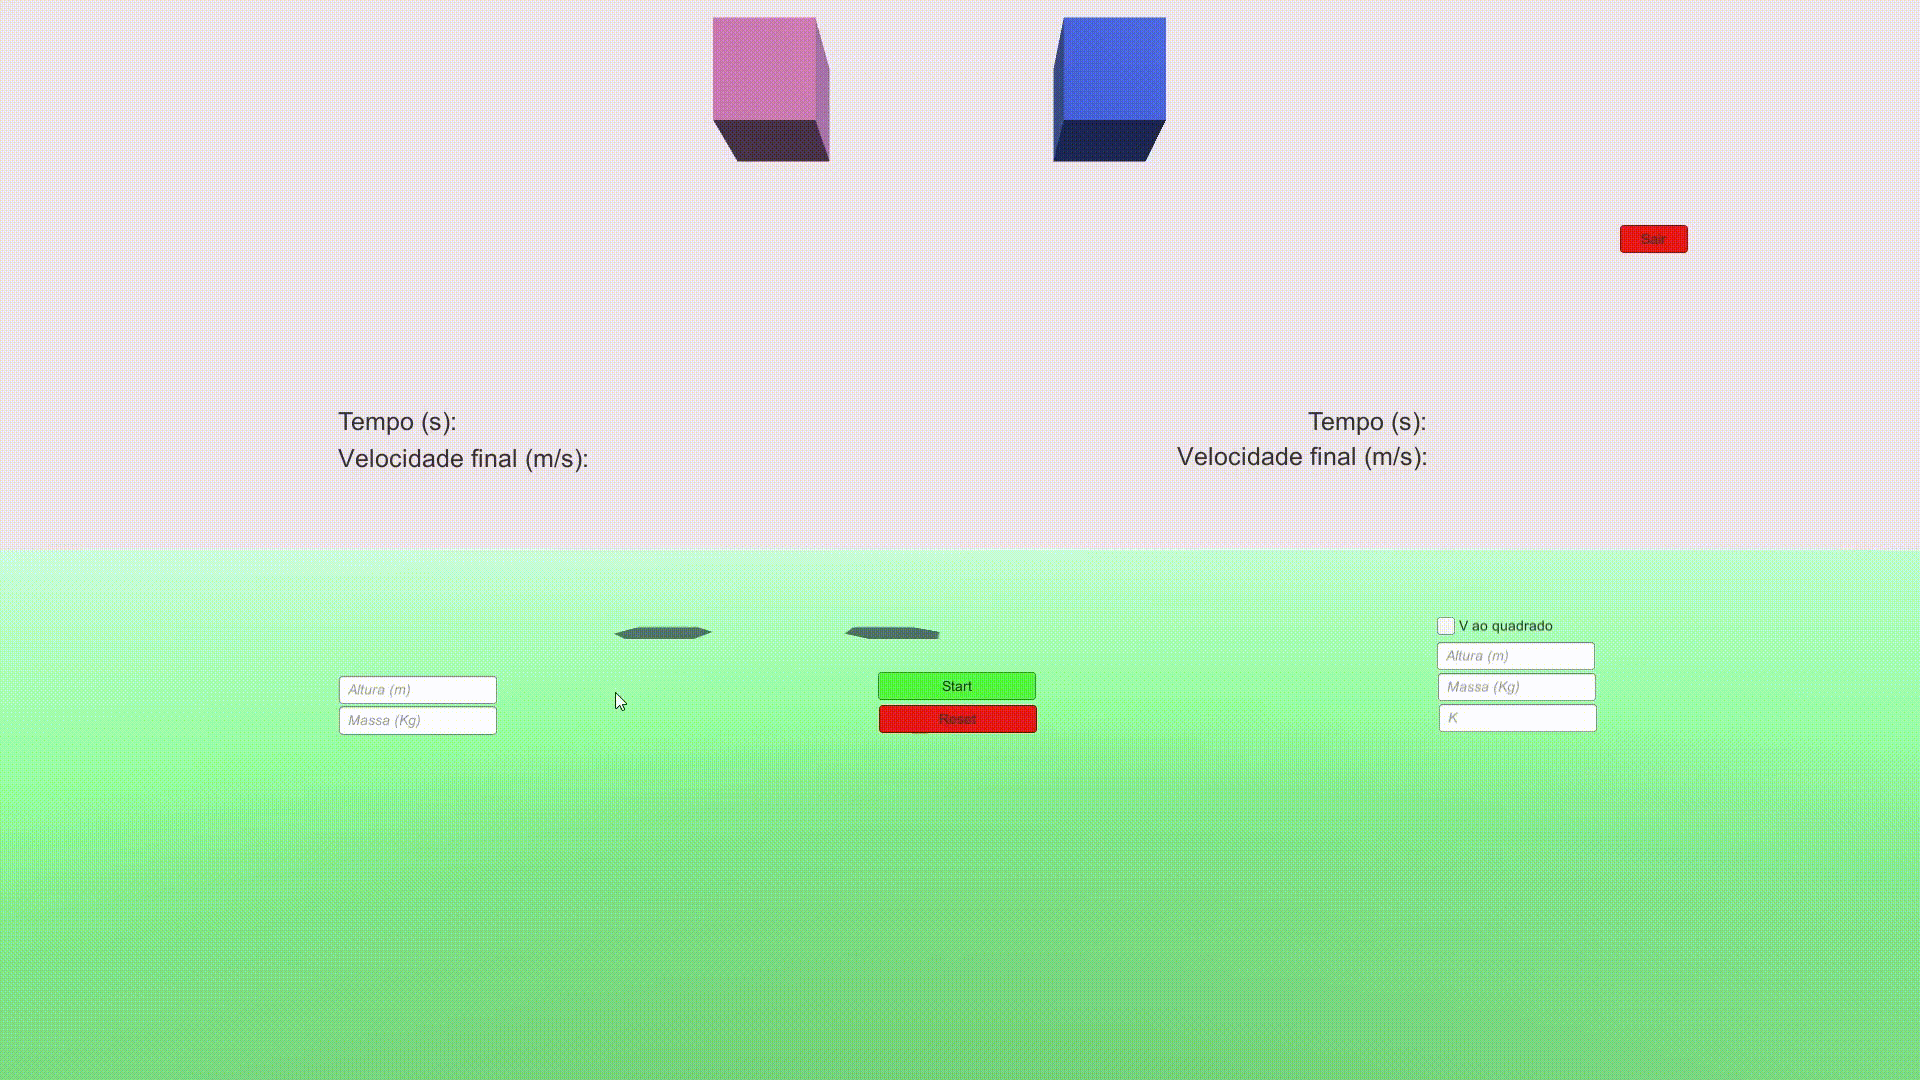 Sair
Tempo (s):
Velocidade final (m/s):
Tempo (s):
Velocidade final (m/s):
Altura (m)
Massa (Kg)
Start
Reset
V ao quadrado
Altura (m)
Massa (Kg)
K